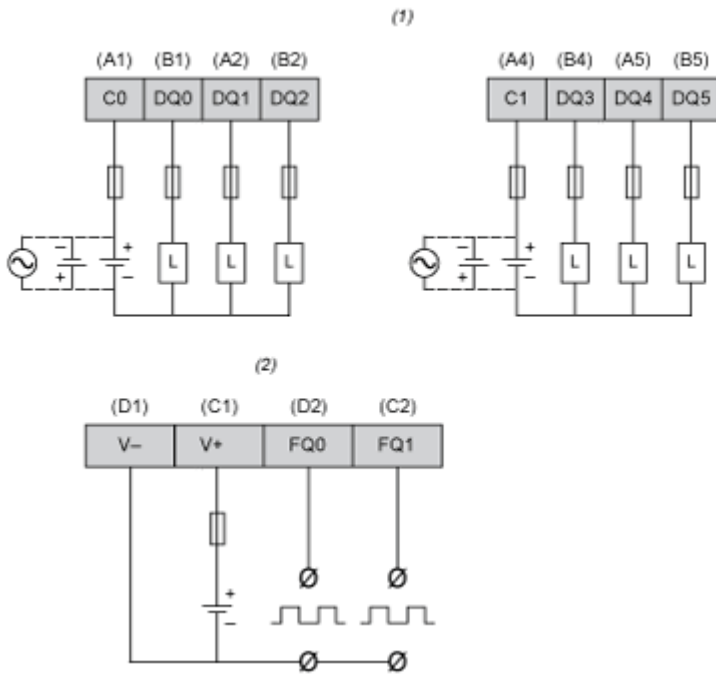 (1)
(A1) (B1) (A2) (B2) (A4) (B4) (A5) (B5)
C0 DQ0 DQ1 DQ2 C1 DQ3 DQ4 DQ5
– + – +
L L L L L L
+ – + –
(2)
(D1) (C1) (D2) (C2)
V– V+ FQ0 FQ1
+
–